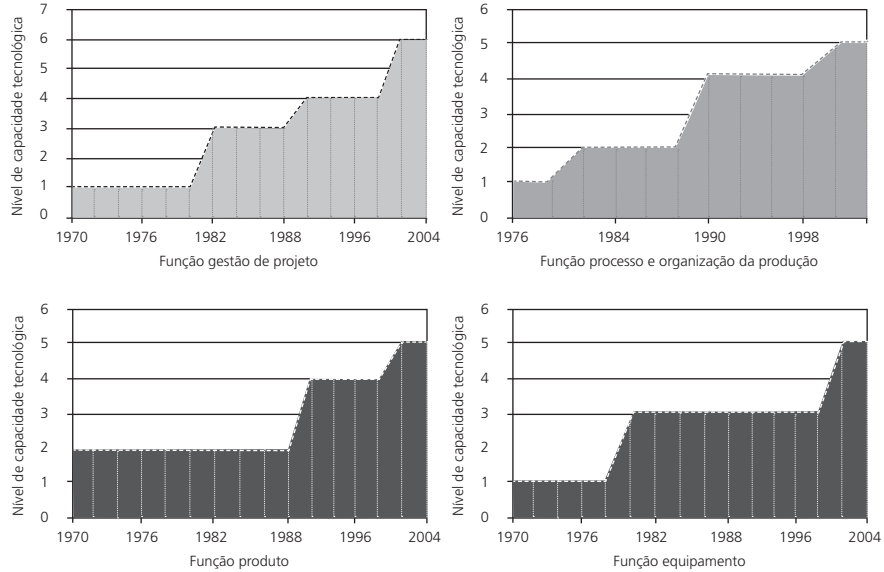 Nível de capacidade tecnológica
7
6
5
4
3
2
1
0
1970 1976 1982 1988 1996 2004
Função gestão de projeto
Nível de capacidade tecnológica
6
5
4
3
2
1
0
1976 1984 1990 1998
Função processo e organização da produção
Nível de capacidade tecnológica
6
5
4
3
2
1
0
1970 1976 1982 1988 1996 2004
Função produto
Nível de capacidade tecnológica
6
5
4
3
2
1
0
1970 1976 1982 1988 1996 2004
Função equipamento